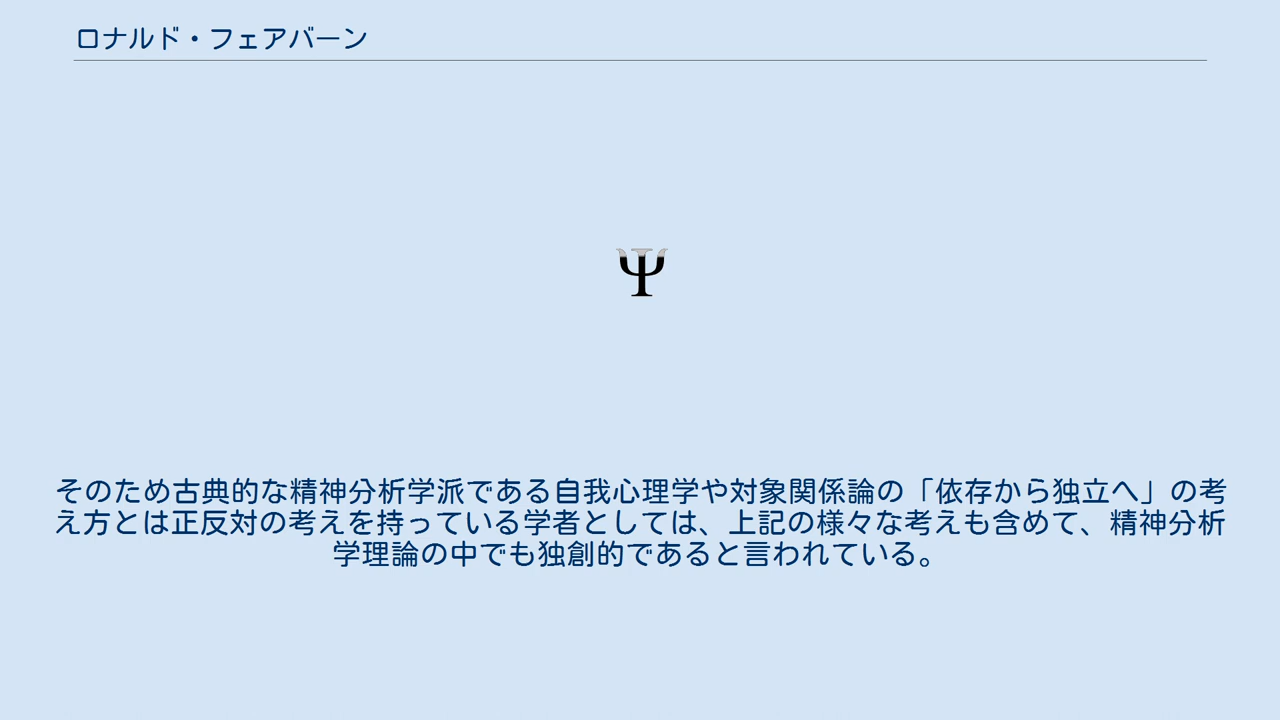 ロナルド・フェアバーン
Ψ
そのため古典的な精神分析学派である自我心理学や対象関係論の「依存から独立へ」の考
え方とは正反対の考えを持っている学者としては、上記の様々な考えも含めて、精神分析
学理論の中でも独創的であると言われている。